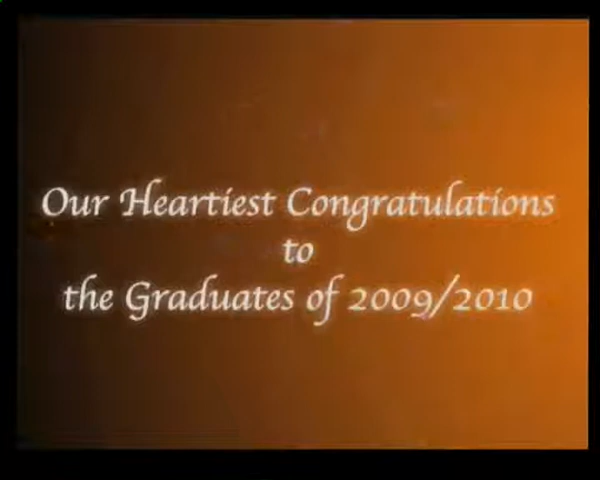 Our Heartiest Congratulations
to
the Graduates of 2009/2010